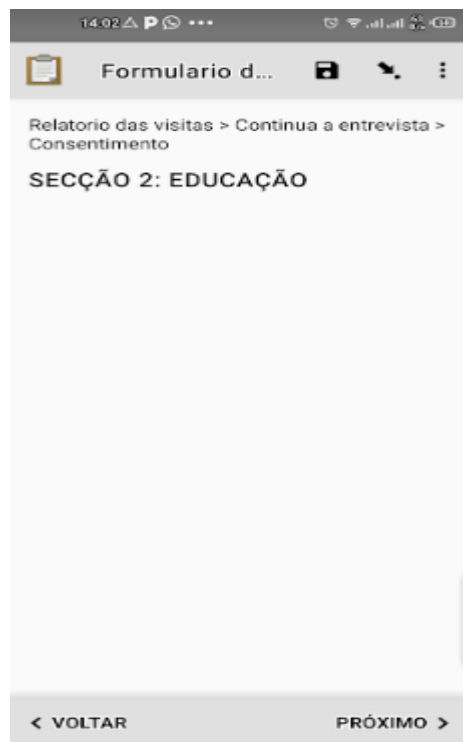 14:02
Formulario d...
Relatorio das visitas > Continua a entrevista >
Consentimento
SECÇÃO 2: EDUCAÇÃO
< VOLTAR
PRÓXIMO >